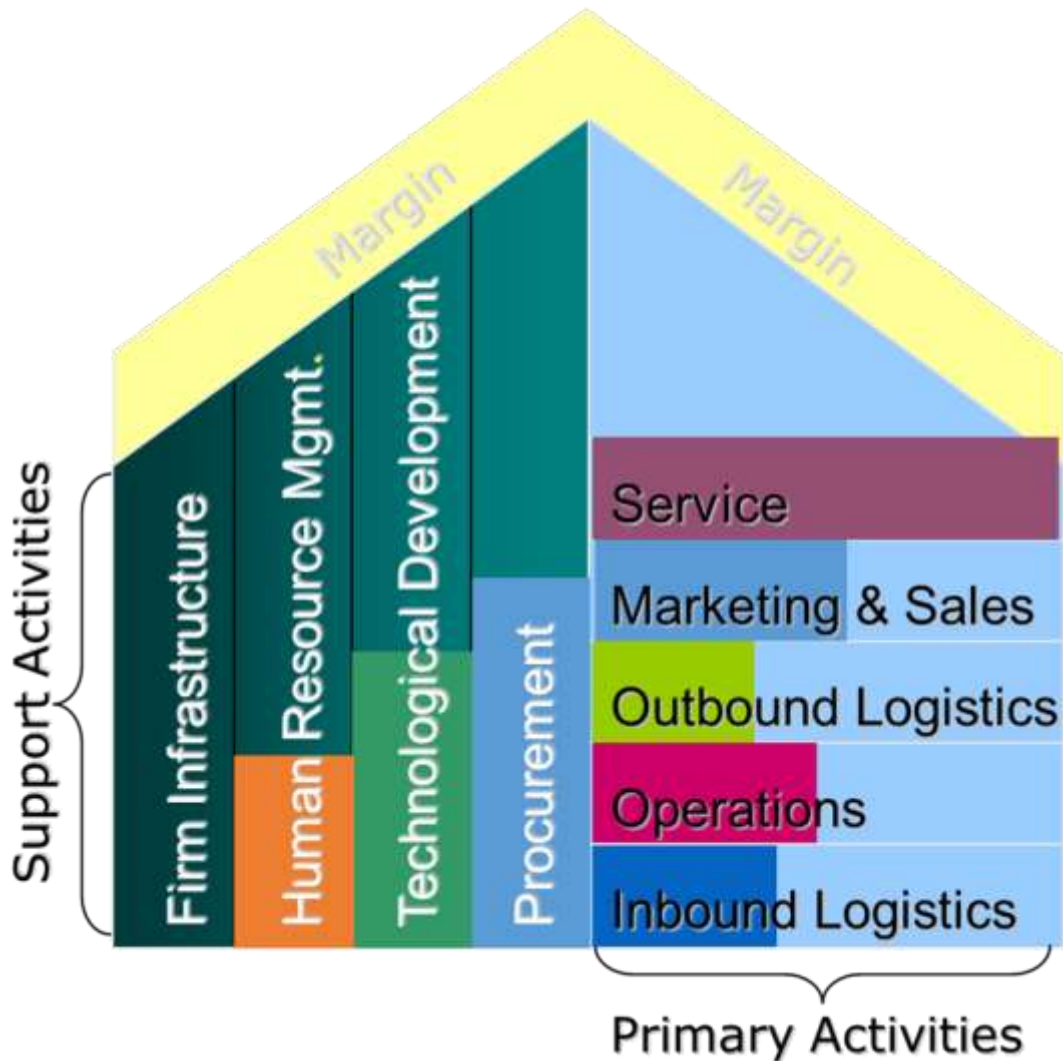 Margin
Margin
Support Activities
Firm Infrastructure
Human Resource Mgmt.
Technological Development
Procurement
Service
Marketing & Sales
Outbound Logistics
Operations
Inbound Logistics
Primary Activities